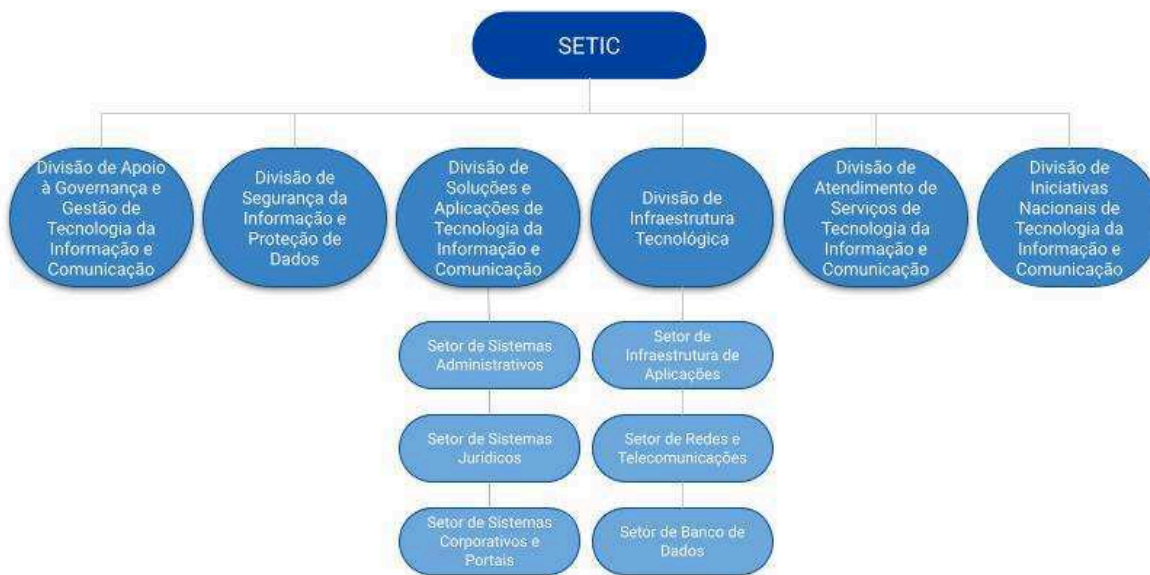 SETIC
Divisão de Apoio
à Governança e
Gestão de
Tecnologia da
Informação e
Comunicação
Divisão de
Segurança da
Informação e
Proteção de
Dados
Divisão de
Soluções e
Aplicações de
Tecnologia da
Informação e
Comunicação
Divisão de
Infraestrutura
Tecnológica
Divisão de
Atendimento de
Serviços de
Tecnologia da
Informação e
Comunicação
Divisão de
Iniciativas
Nacionais de
Tecnologia da
Informação e
Comunicação
Setor de Sistemas
Administrativos
Setor de
Infraestrutura de
Aplicações
Setor de Sistemas
Jurídicos
Setor de Redes e
Telecomunicações
Setor de Sistemas
Corporativos e
Portais
Setor de Banco de
Dados